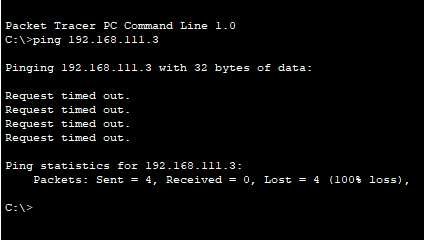 Packet Tracer PC Command Line 1.0
C:\>ping 192.168.111.3
Pinging 192.168.111.3 with 32 bytes of data:
Request timed out.
Request timed out.
Request timed out.
Request timed out.
Ping statistics for 192.168.111.3:
Packets: Sent = 4, Received = 0, Lost = 4 (100% loss),
C:\>